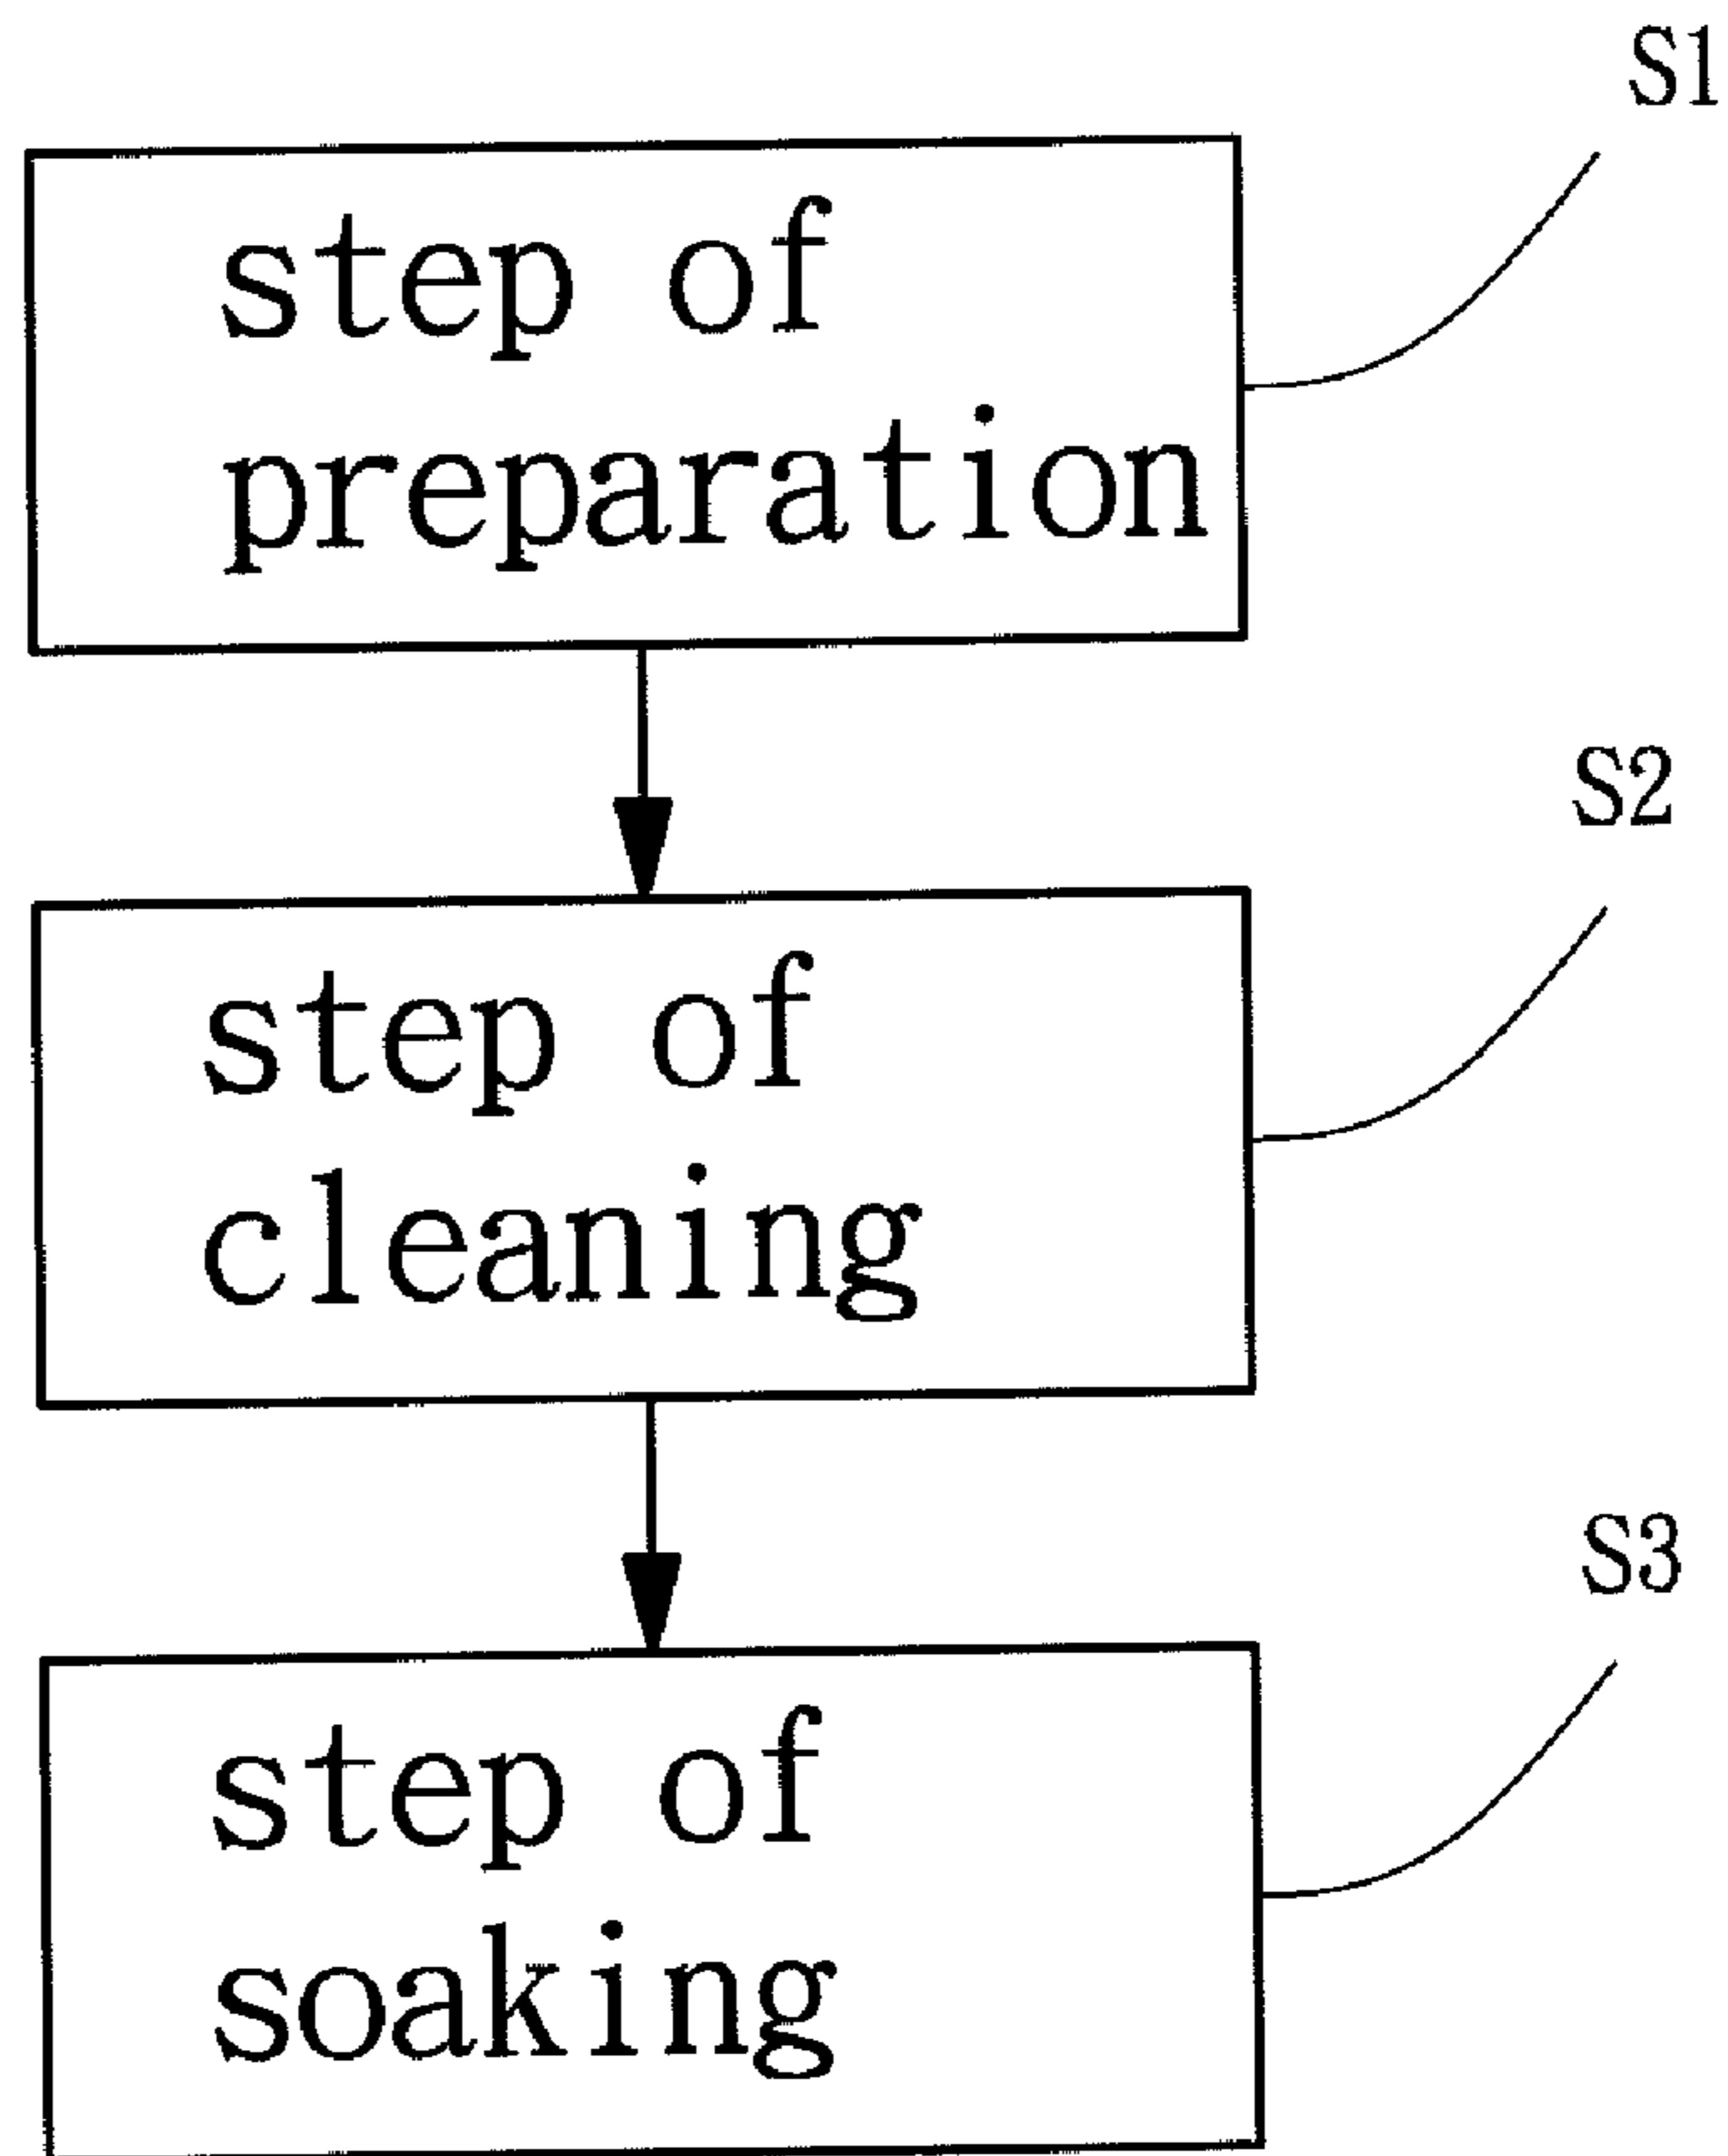 S1
step of
preparation
S2
step of
cleaning
S3
step of
soaking